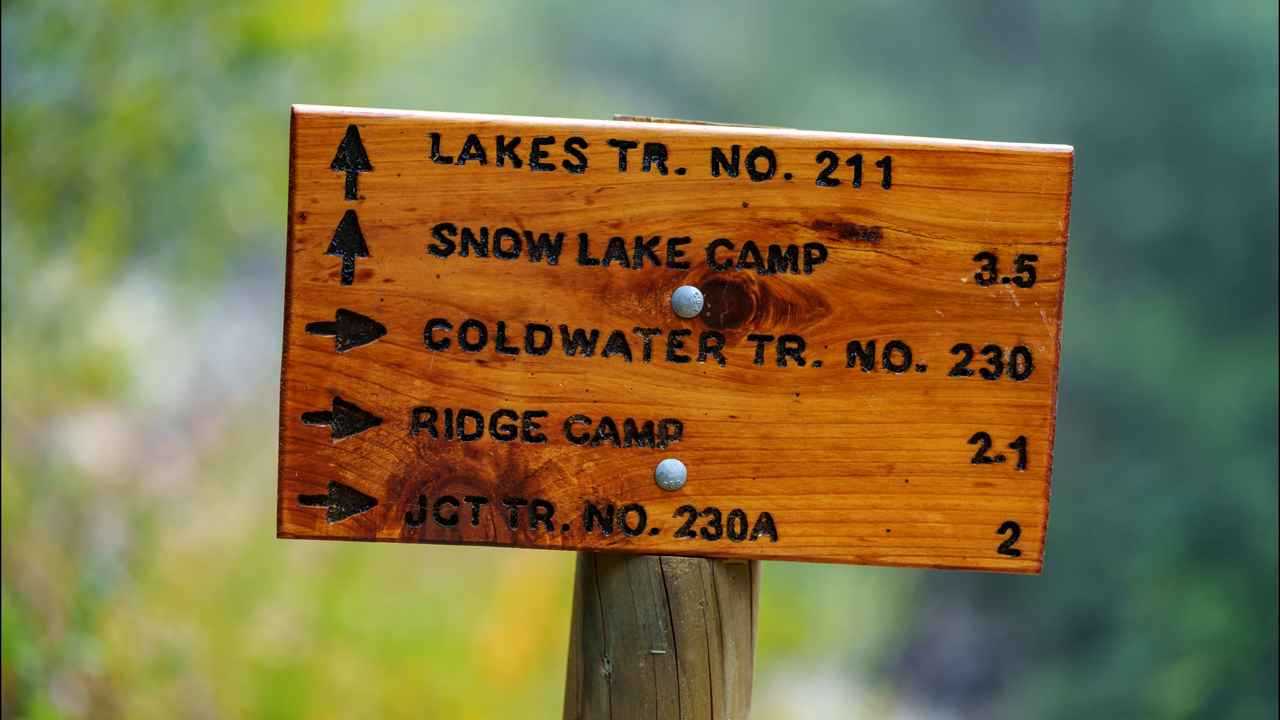 LAKES TR. NO. 211
SNOW LAKE CAMP 3.5
COLDWATER TR. NO. 230
RIDGE CAMP 2.1
JCT TR. NO. 230A 2